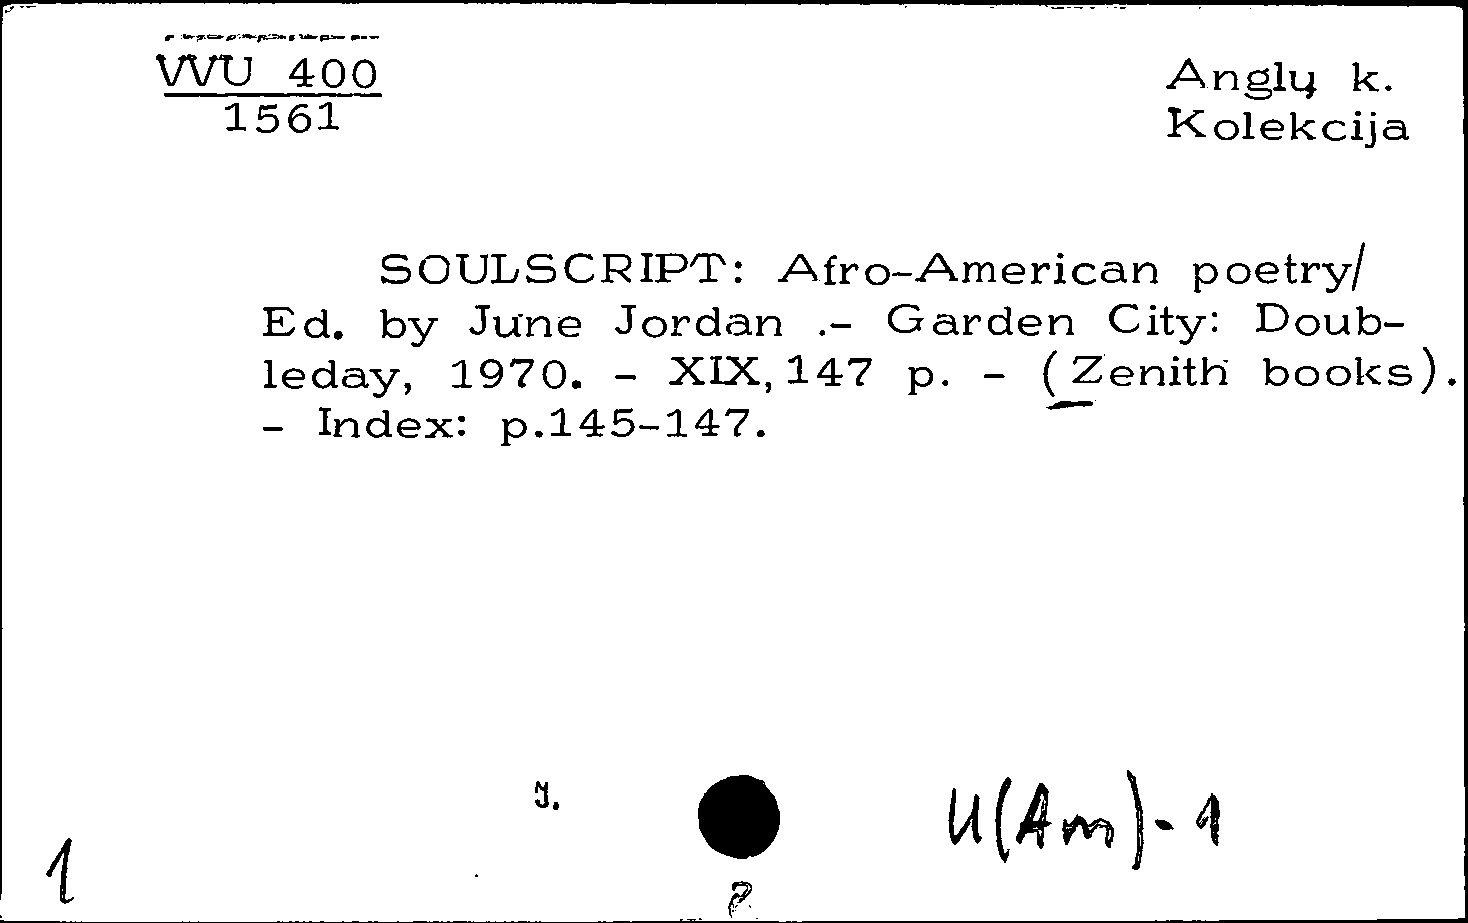 VVU 400
1561
Anglų k.
Kolekcija
SOULSCRIPT: Afro-American poetry/
Ed. by June Jordan .- Garden City: Doub-
leday, 1970. - XIX, 147 p. - (Zenith books).
- Index: p.145-147.
U(Am)-1
1